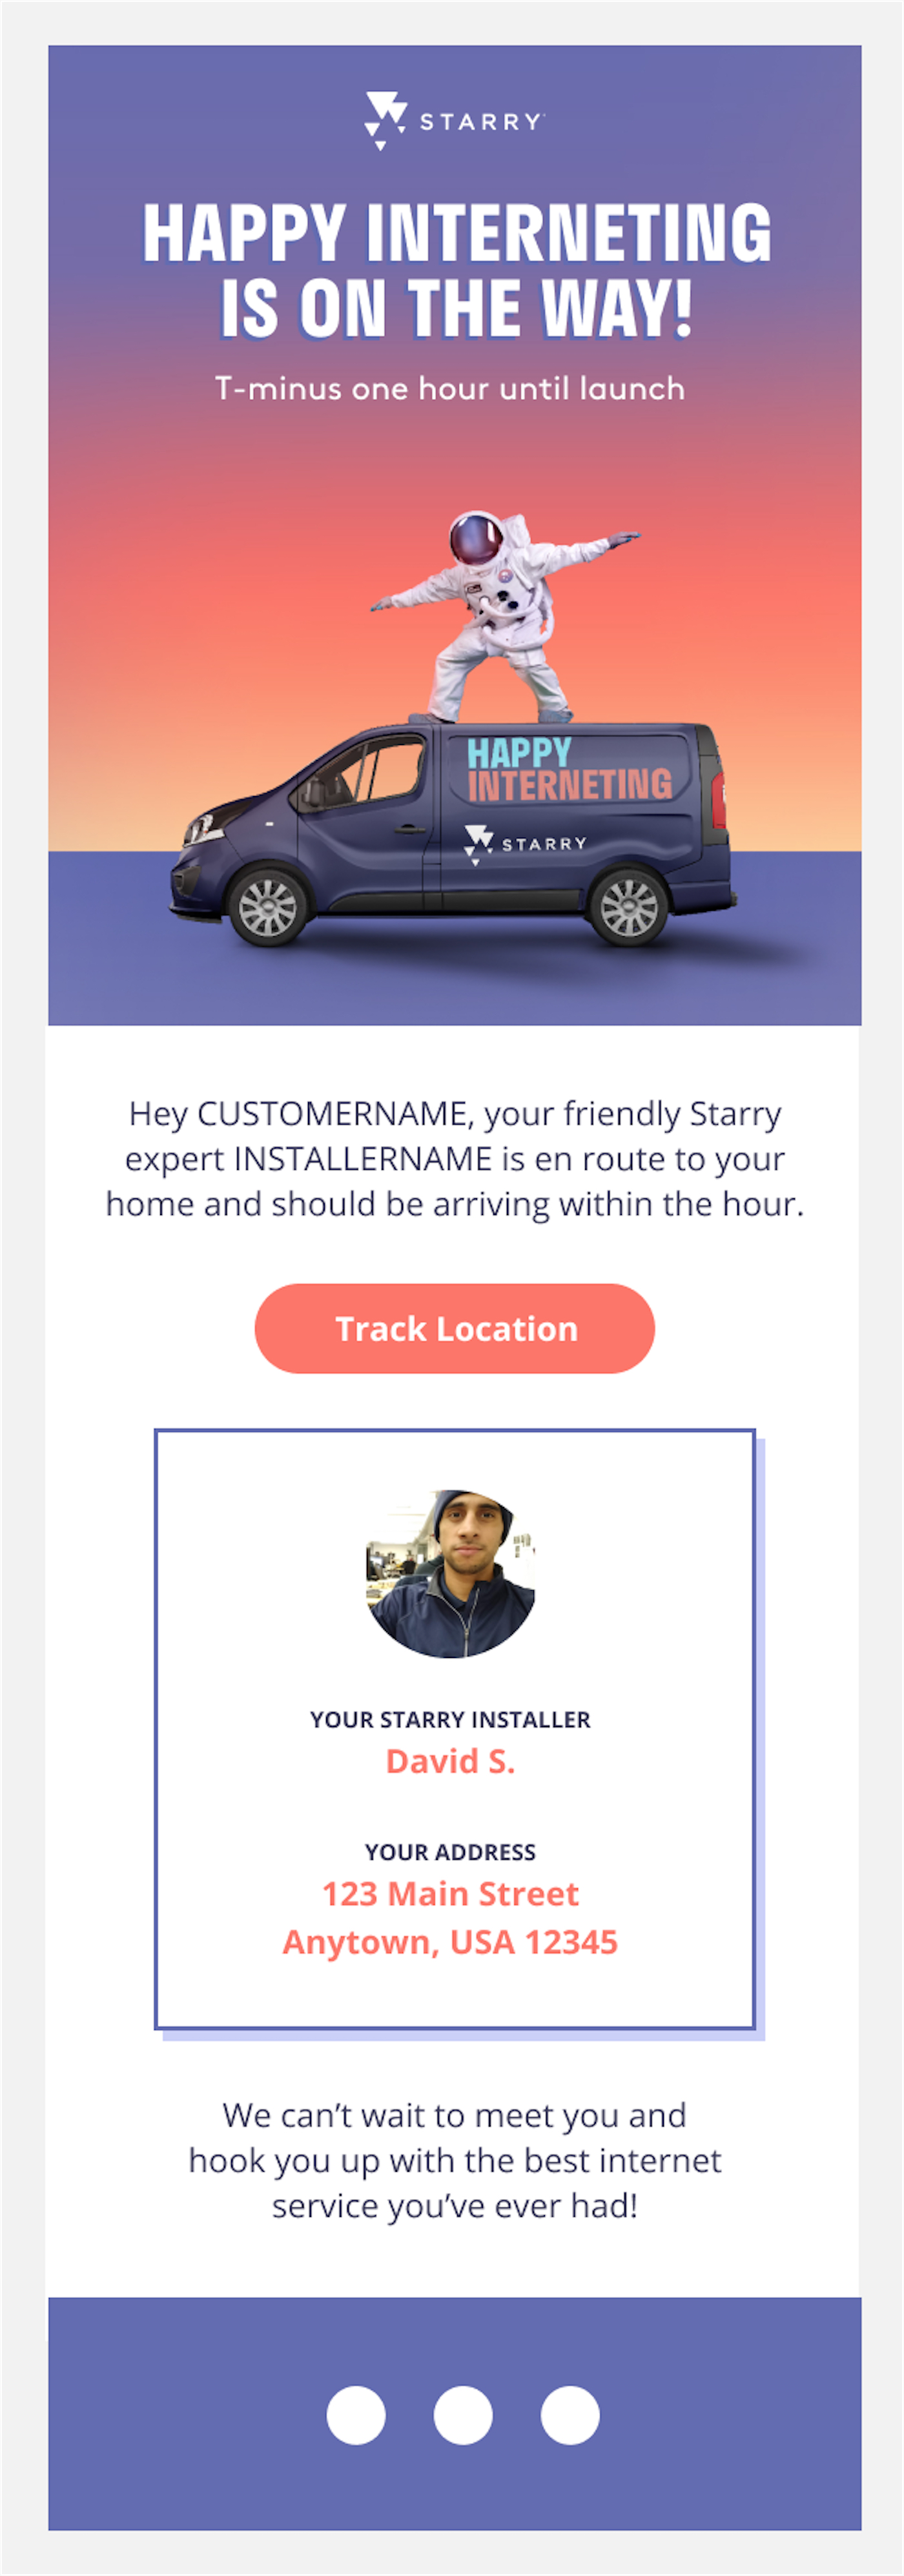 STARRY
HAPPY INTERNETING
IS ON THE WAY!
T-minus one hour until launch
HAPPY
INTERNETING
STARRY
Hey CUSTOMERNAME, your friendly Starry
expert INSTALLERNAME is en route to your
home and should be arriving within the hour.
Track Location
YOUR STARRY INSTALLER
David S.
YOUR ADDRESS
123 Main Street
Anytown, USA 12345
We can’t wait to meet you and
hook you up with the best internet
service you’ve ever had!